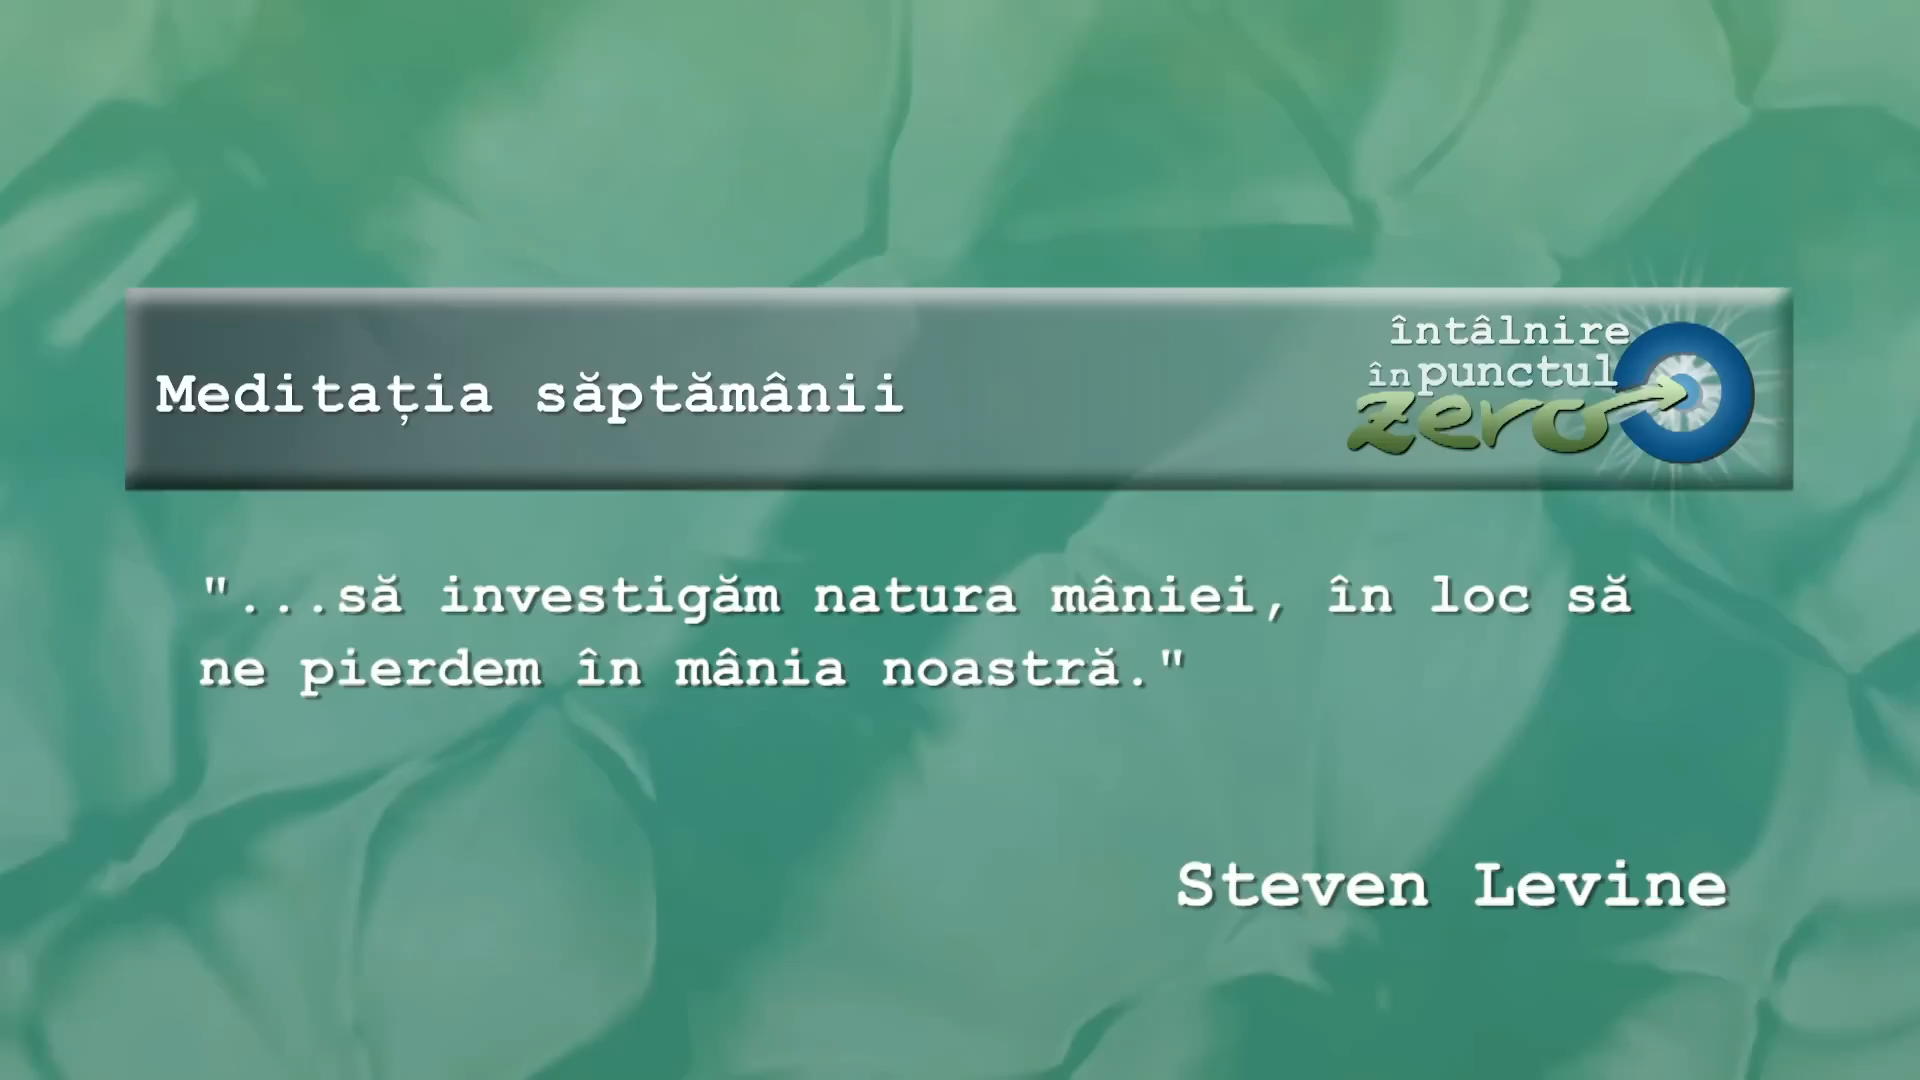 Meditația săptămânii
întâlnire
în punctul
zero
"...să investigăm natura mâniei, în loc să
ne pierdem în mânia noastră."
Steven Levine